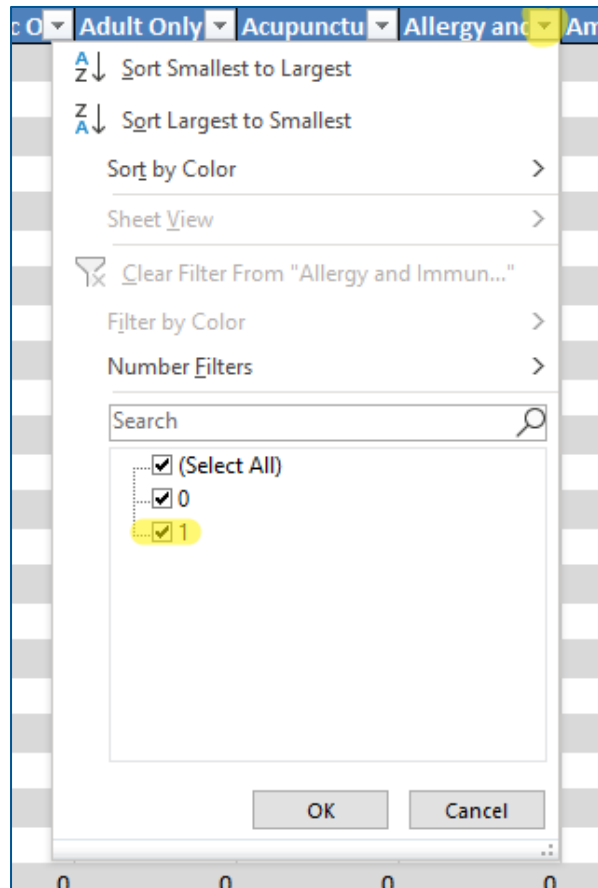 c O Adult Only Acupunctu Allergy and Am
Sort Smallest to Largest
Sort Largest to Smallest
Sort by Color
Sheet View
Clear Filter From "Allergy and Immun..."
Filter by Color
Number Filters
Search
(Select All)
0
1
OK Cancel
0 0 0 0